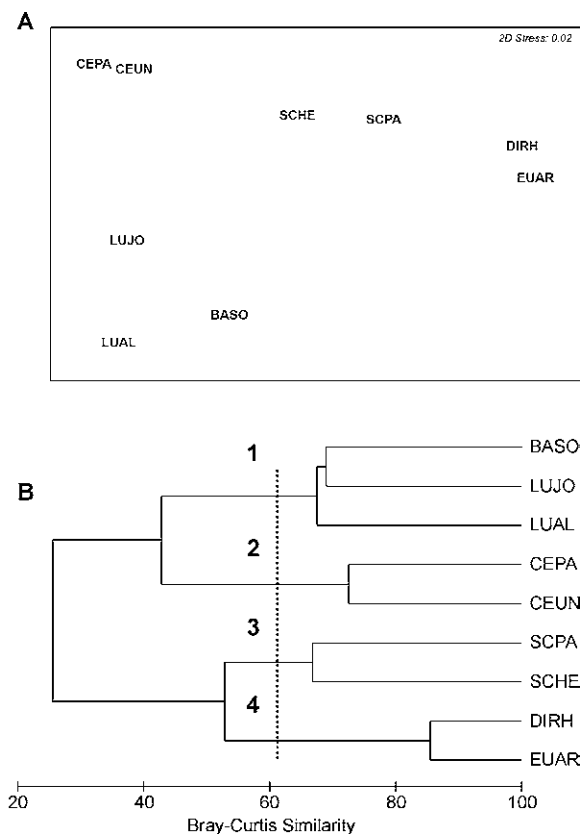 A
2D Stress: 0.02
CEPA CEUN
SCHE
SCPA
DIRH
EUAR
LUJO
BASO
LUAL
B
1
2
3
4
BASO
LUJO
LUAL
CEPA
CEUN
SCPA
SCHE
DIRH
EUAR
20 40 60 80 100
Bray-Curtis Similarity